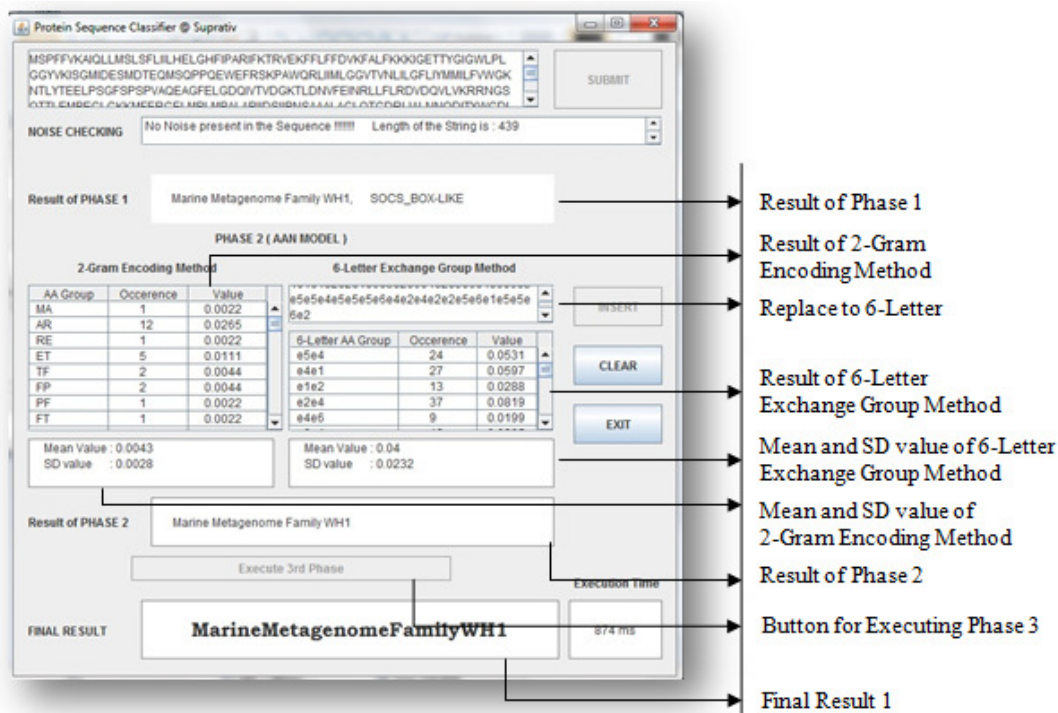 Protein Sequence Classifier @ Suprativ
MSPFFVKAIQLLMSLSFLIILHELGHFIPARIFKTRVEKFFLFFDVKFALFKKKIGETTYGIGWLPL
GGYVKISGMIDESMDTEQMSQPPQEWEFRSKPAWQRLIIMLGGVTVNLILGFLIYMMILFVWGK
NTLYTEELPSGFSPSPVAQEAGFELGDQIVTVDGKTLDNVFEINRLLFLRDVDQVLVKRRNGS
SUBMIT
NOISE CHECKING
No Noise present in the Sequence !!!!!!! Length of the String is : 439
Result of PHASE 1
Marine Metagenome Family WH1, SOCS_BOX-LIKE
Result of Phase 1
PHASE 2 ( AAN MODEL )
Result of 2-Gram
Encoding Method
2-Gram Encoding Method
6-Letter Exchange Group Method
AA Group Occerence Value
MA 1 0.0022
AR 12 0.0265
RE 1 0.0022
ET 5 0.0111
TF 2 0.0044
FP 2 0.0044
PF 1 0.0022
FT 1 0.0022
e5e5e4e5e5e5e6e4e2e4e2e2e5e6e1e5e5e
6e2
INSERT
Replace to 6-Letter
6-Letter AA Group Occerence Value
e5e4 24 0.0531
e4e1 27 0.0597
e1e2 13 0.0288
e2e4 37 0.0819
e4e6 9 0.0199
CLEAR
EXIT
Result of 6-Letter
Exchange Group Method
Mean Value : 0.0043
SD value : 0.0028
Mean Value : 0.04
SD value : 0.0232
Mean and SD value of 6-Letter
Exchange Group Method
Mean and SD value of
2-Gram Encoding Method
Result of PHASE 2
Marine Metagenome Family WH1
Result of Phase 2
Execute 3rd Phase
Execution Time
Button for Executing Phase 3
FINAL RESULT
MarineMetagenomeFamilyWH1
874 ms
Final Result 1